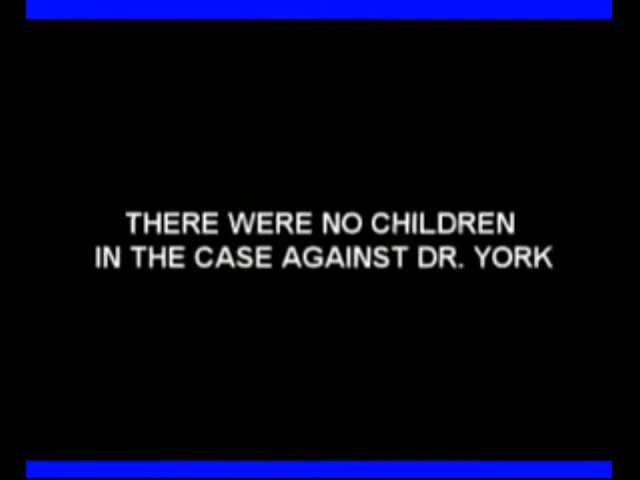 THERE WERE NO CHILDREN
IN THE CASE AGAINST DR. YORK